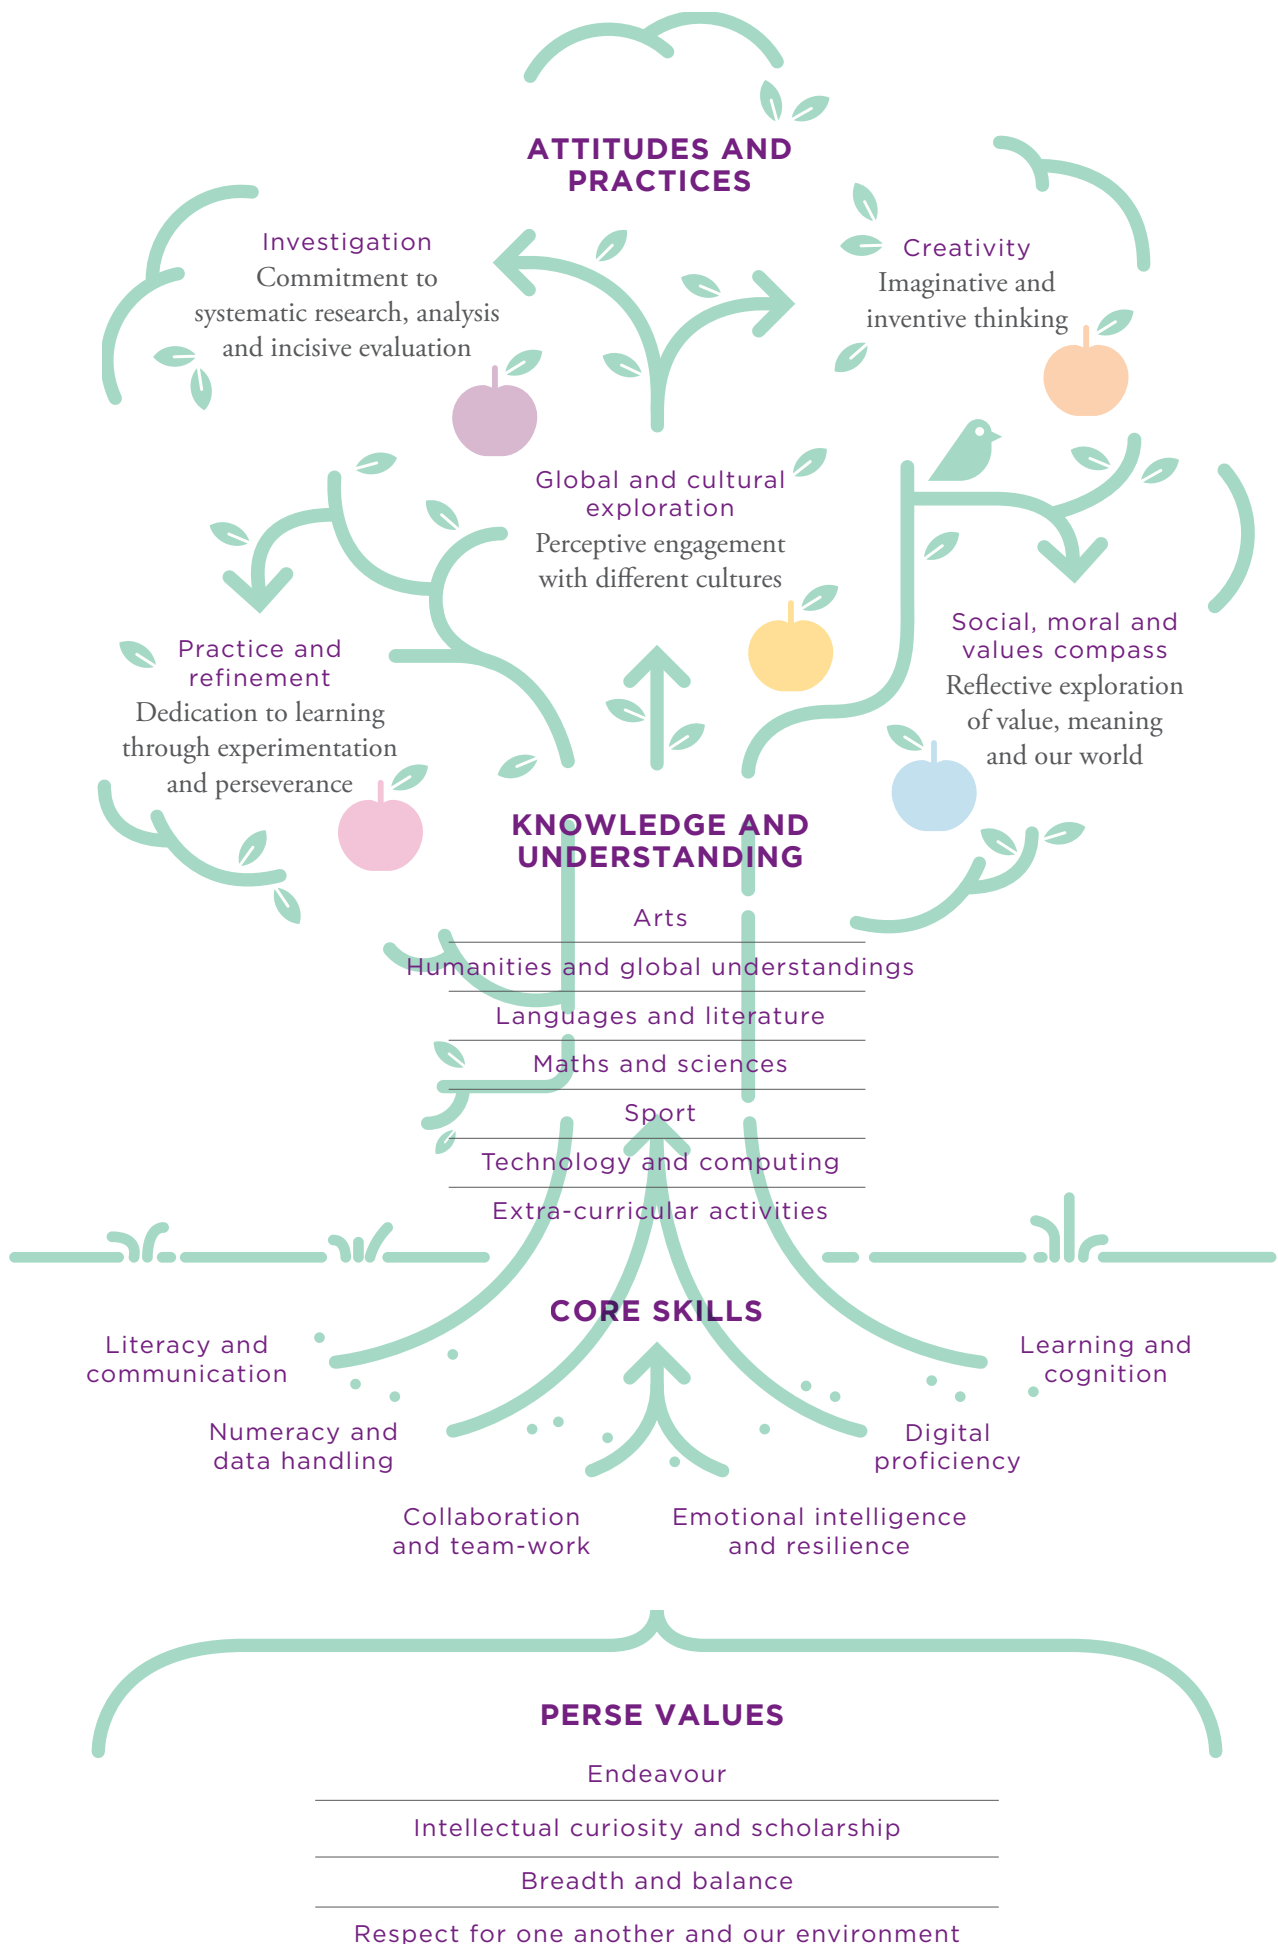 ATTITUDES AND
PRACTICES
Investigation
Commitment to
systematic research, analysis
and incisive evaluation
Creativity
Imaginative and
inventive thinking
Global and cultural
exploration
Perceptive engagement
with different cultures
Practice and
refinement
Dedication to learning
through experimentation
and perseverance
Social, moral and
values compass
Reflective exploration
of value, meaning
and our world
KNOWLEDGE AND
UNDERSTANDING
Arts
Humanities and global understandings
Languages and literature
Maths and sciences
Sport
Technology and computing
Extra-curricular activities
CORE SKILLS
Literacy and
communication
Numeracy and
data handling
Collaboration
and team-work
Emotional intelligence
and resilience
Digital
proficiency
Learning and
cognition
PERSE VALUES
Endeavour
Intellectual curiosity and scholarship
Breadth and balance
Respect for one another and our environment